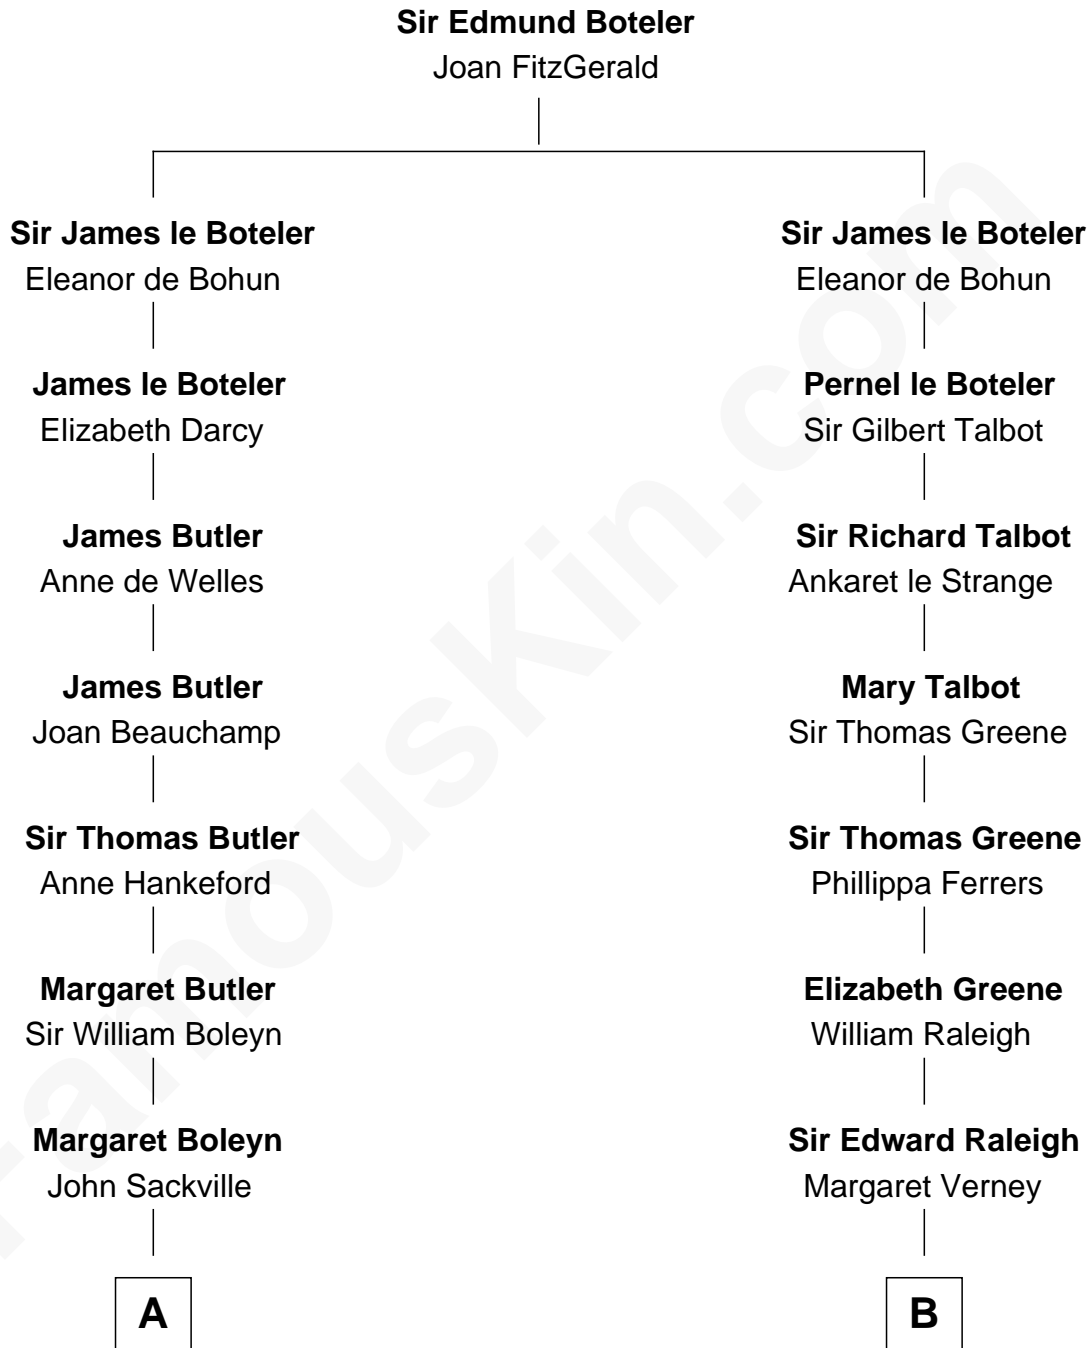 Sir Edmund Boteler
Joan FitzGerald
Sir James le Boteler
Eleanor de Bohun
James le Boteler
Elizabeth Darcy
James Butler
Anne de Welles
James Butler
Joan Beauchamp
Sir Thomas Butler
Anne Hankeford
Margaret Butler
Sir William Boleyn
Margaret Boleyn
John Sackville
A
Sir James le Boteler
Eleanor de Bohun
Pernel le Boteler
Sir Gilbert Talbot
Sir Richard Talbot
Ankaret le Strange
Mary Talbot
Sir Thomas Greene
Sir Thomas Greene
Phillippa Ferrers
Elizabeth Greene
William Raleigh
Sir Edward Raleigh
Margaret Verney
B
FamousKin.com